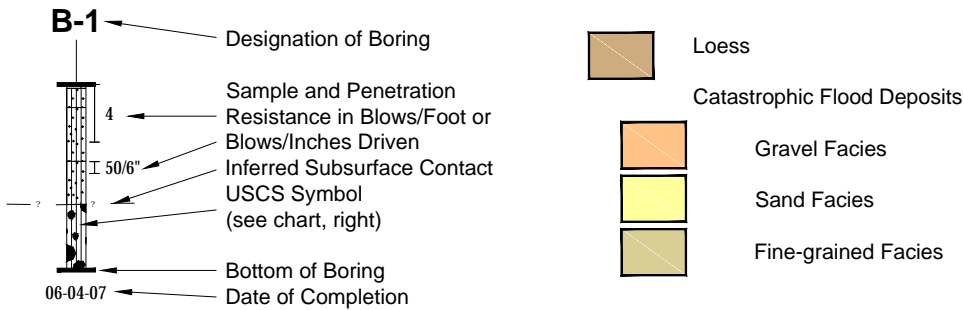 B-1
Designation of Boring
Sample and Penetration
Resistance in Blows/Foot or
Blows/Inches Driven
4
50/6"
Inferred Subsurface Contact
USCS Symbol
(see chart, right)
? ?
Bottom of Boring
06-04-07
Date of Completion
Loess
Catastrophic Flood Deposits
Gravel Facies
Sand Facies
Fine-grained Facies